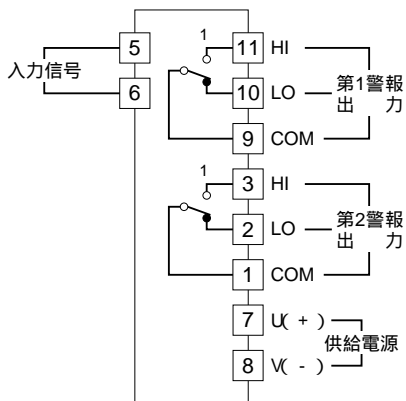 入力信号
5
6
1
11 HI
10 LO
9 COM
第1警報
出 力
1
3 HI
2 LO
1 COM
第2警報
出 力
7 U( + )
8 V( - )
供給電源